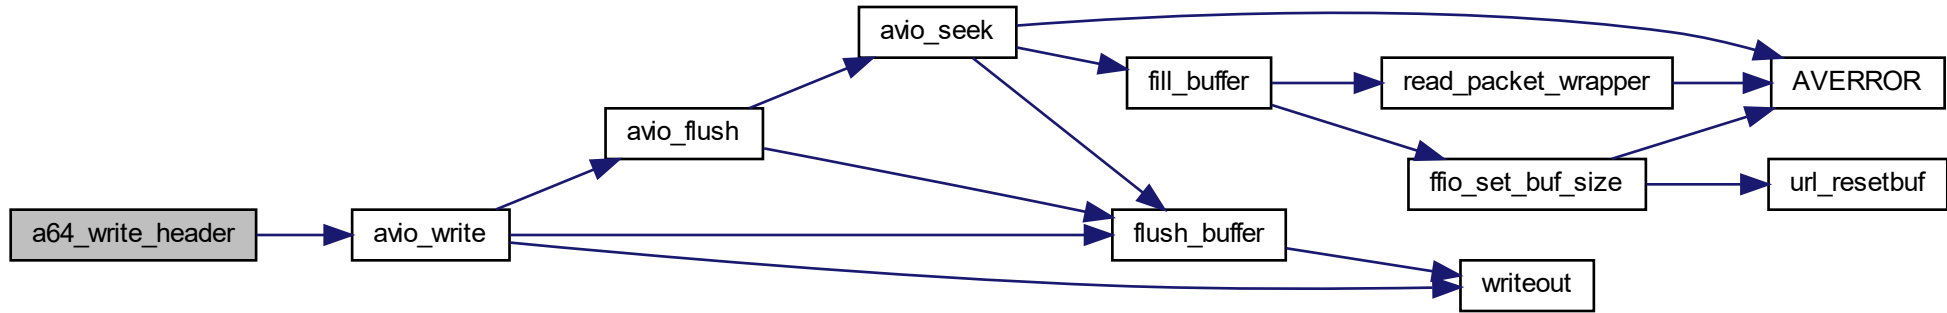 avio_seek
fill_buffer
read_packet_wrapper
AVERROR
avio_flush
ffio_set_buf_size
url_resetbuf
a64_write_header
avio_write
flush_buffer
writeout